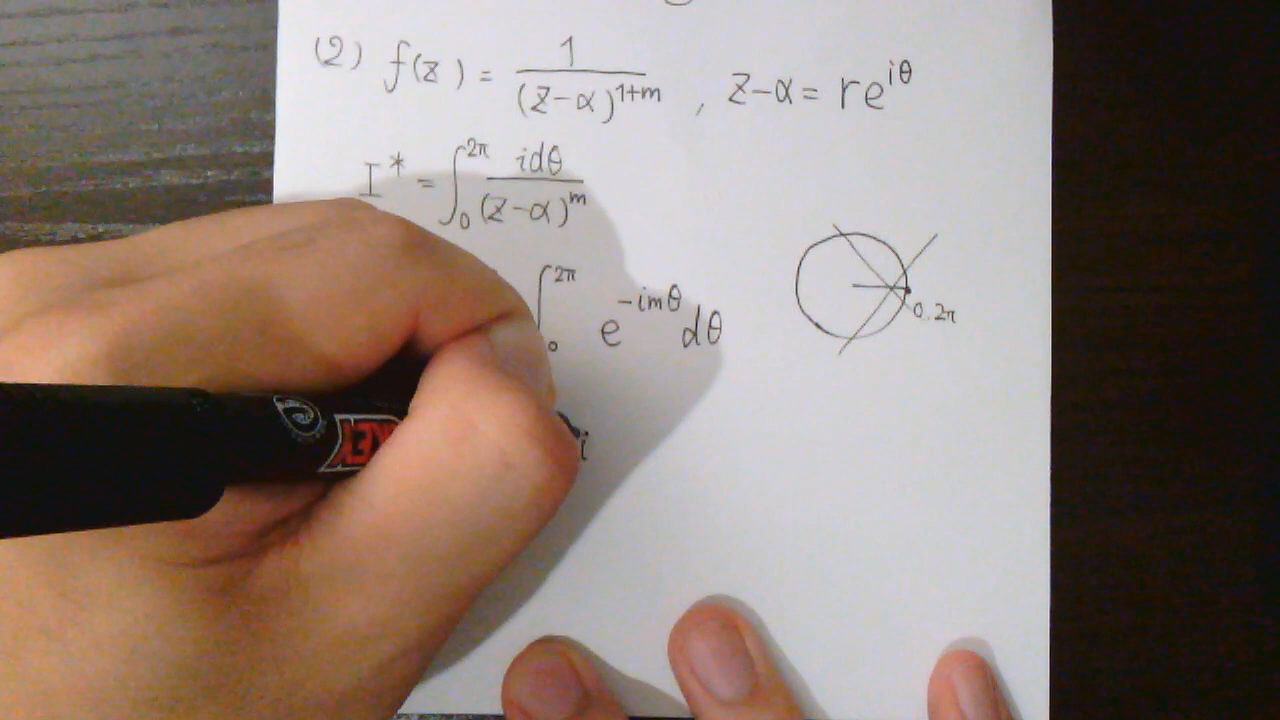 (2) f(z) = 1/(z-α)^{1+m} , z-α = re^{iθ}
I* = ∫_0^{2π} idθ/(z-α)^m
∫_0^{2π} e^{-imθ}dθ
0.2π
i